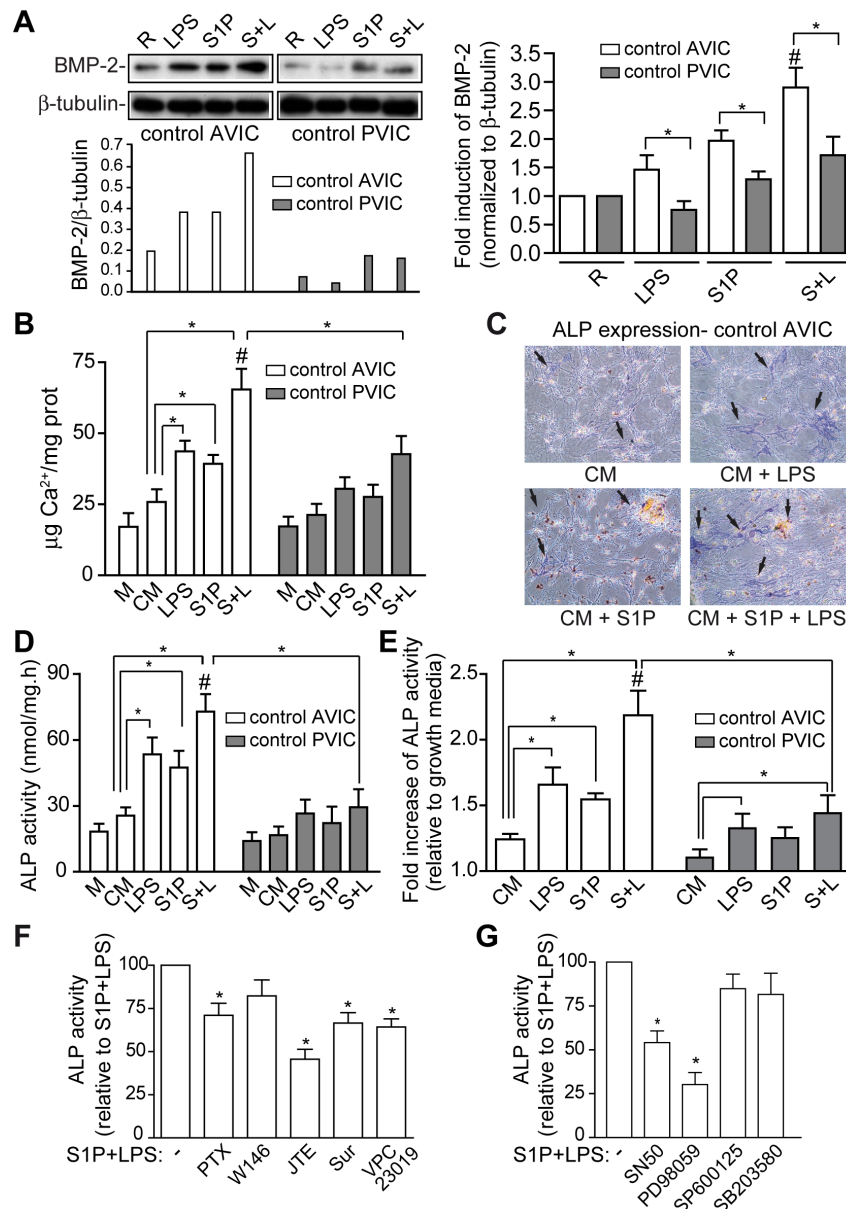 A
R LPS S1P S+L R LPS S1P S+L
BMP-2-
β-tubulin-
control AVIC control PVIC
BMP-2/β-tubulin
0.7
0.6
0.5
0.4
0.3
0.2
0.1
0.0
control AVIC
control PVIC
Fold induction of BMP-2
(normalized to β-tubulin)
3.5
3.0
2.5
2.0
1.5
1.0
0.5
0.0
control AVIC
control PVIC
* * * #
R LPS S1P S+L
B
µg Ca²⁺/mg prot
75
50
25
0
control AVIC
control PVIC
* * * * #
M CM LPS S1P S+L M CM LPS S1P S+L
C
ALP expression- control AVIC
CM CM + LPS
CM + S1P CM + S1P + LPS
D
ALP activity (nmol/mg.h)
90
60
30
0
control AVIC
control PVIC
* * * * #
M CM LPS S1P S+L M CM LPS S1P S+L
E
Fold increase of ALP activity
(relative to growth media)
2.5
2.0
1.5
1.0
control AVIC
control PVIC
* * * * * #
CM LPS S1P S+L CM LPS S1P S+L
F
ALP activity
(relative to S1P+LPS)
100
75
50
25
0
* * * *
S1P+LPS: - PTX W146 JTE Sur VPC 23019
G
ALP activity
(relative to S1P+LPS)
100
75
50
25
0
* *
S1P+LPS: - SN50 PD98059 SP600125 SB203580